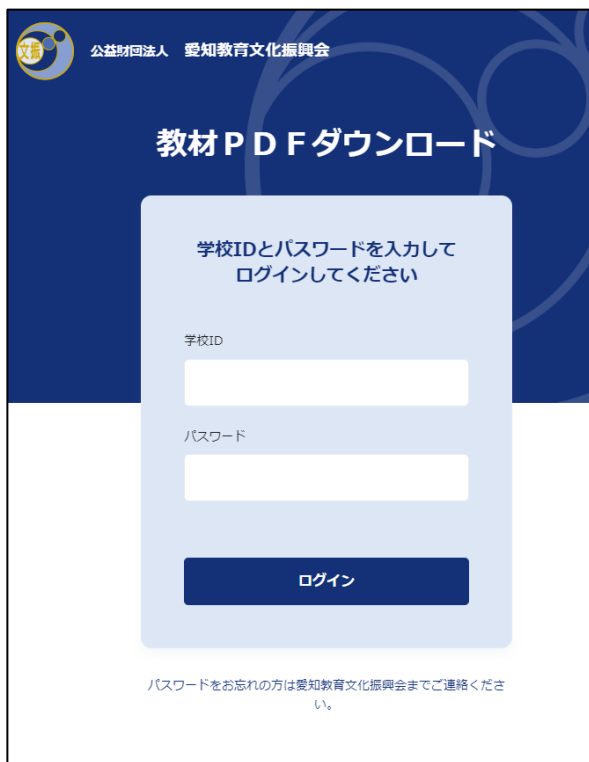 文振
公益財団法人 愛知教育文化振興会
教材ＰＤＦダウンロード
学校IDとパスワードを入力して
ログインしてください
学校ID
パスワード
ログイン
パスワードをお忘れの方は愛知教育文化振興会までご連絡くださ
い。